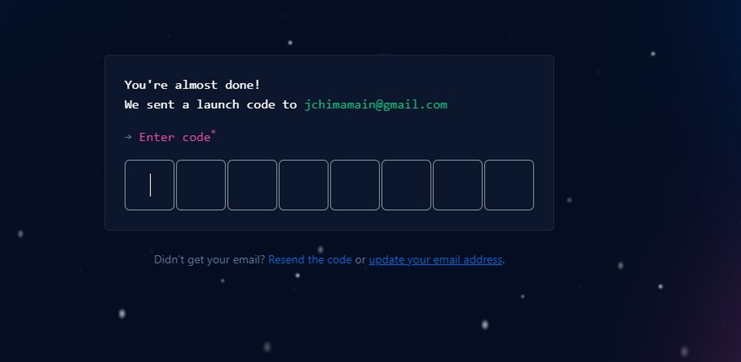 You're almost done!
We sent a launch code to jchimamain@gmail.com
→ Enter code*
Didn't get your email? Resend the code or update your email address.